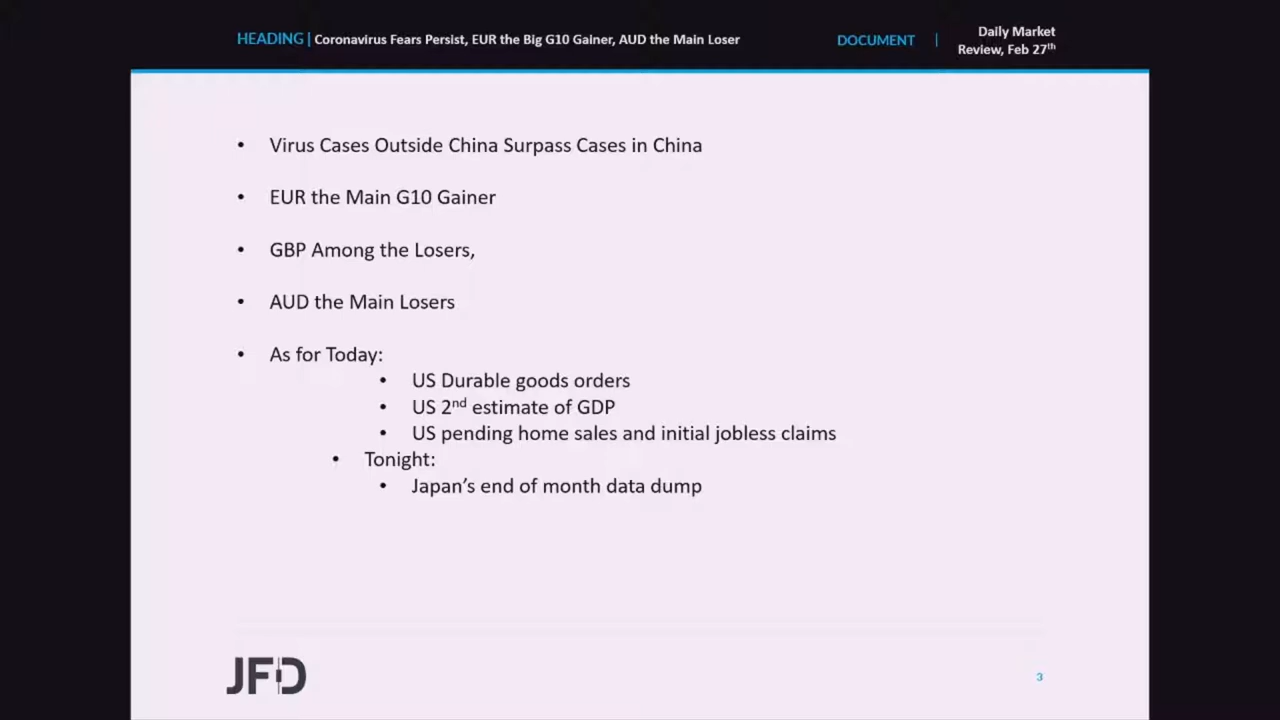 HEADING | Coronavirus Fears Persist, EUR the Big G10 Gainer, AUD the Main Loser
DOCUMENT | Daily Market
Review, Feb 27th
• Virus Cases Outside China Surpass Cases in China
• EUR the Main G10 Gainer
• GBP Among the Losers,
• AUD the Main Losers
• As for Today:
• US Durable goods orders
• US 2nd estimate of GDP
• US pending home sales and initial jobless claims
• Tonight:
• Japan’s end of month data dump
JFD
3